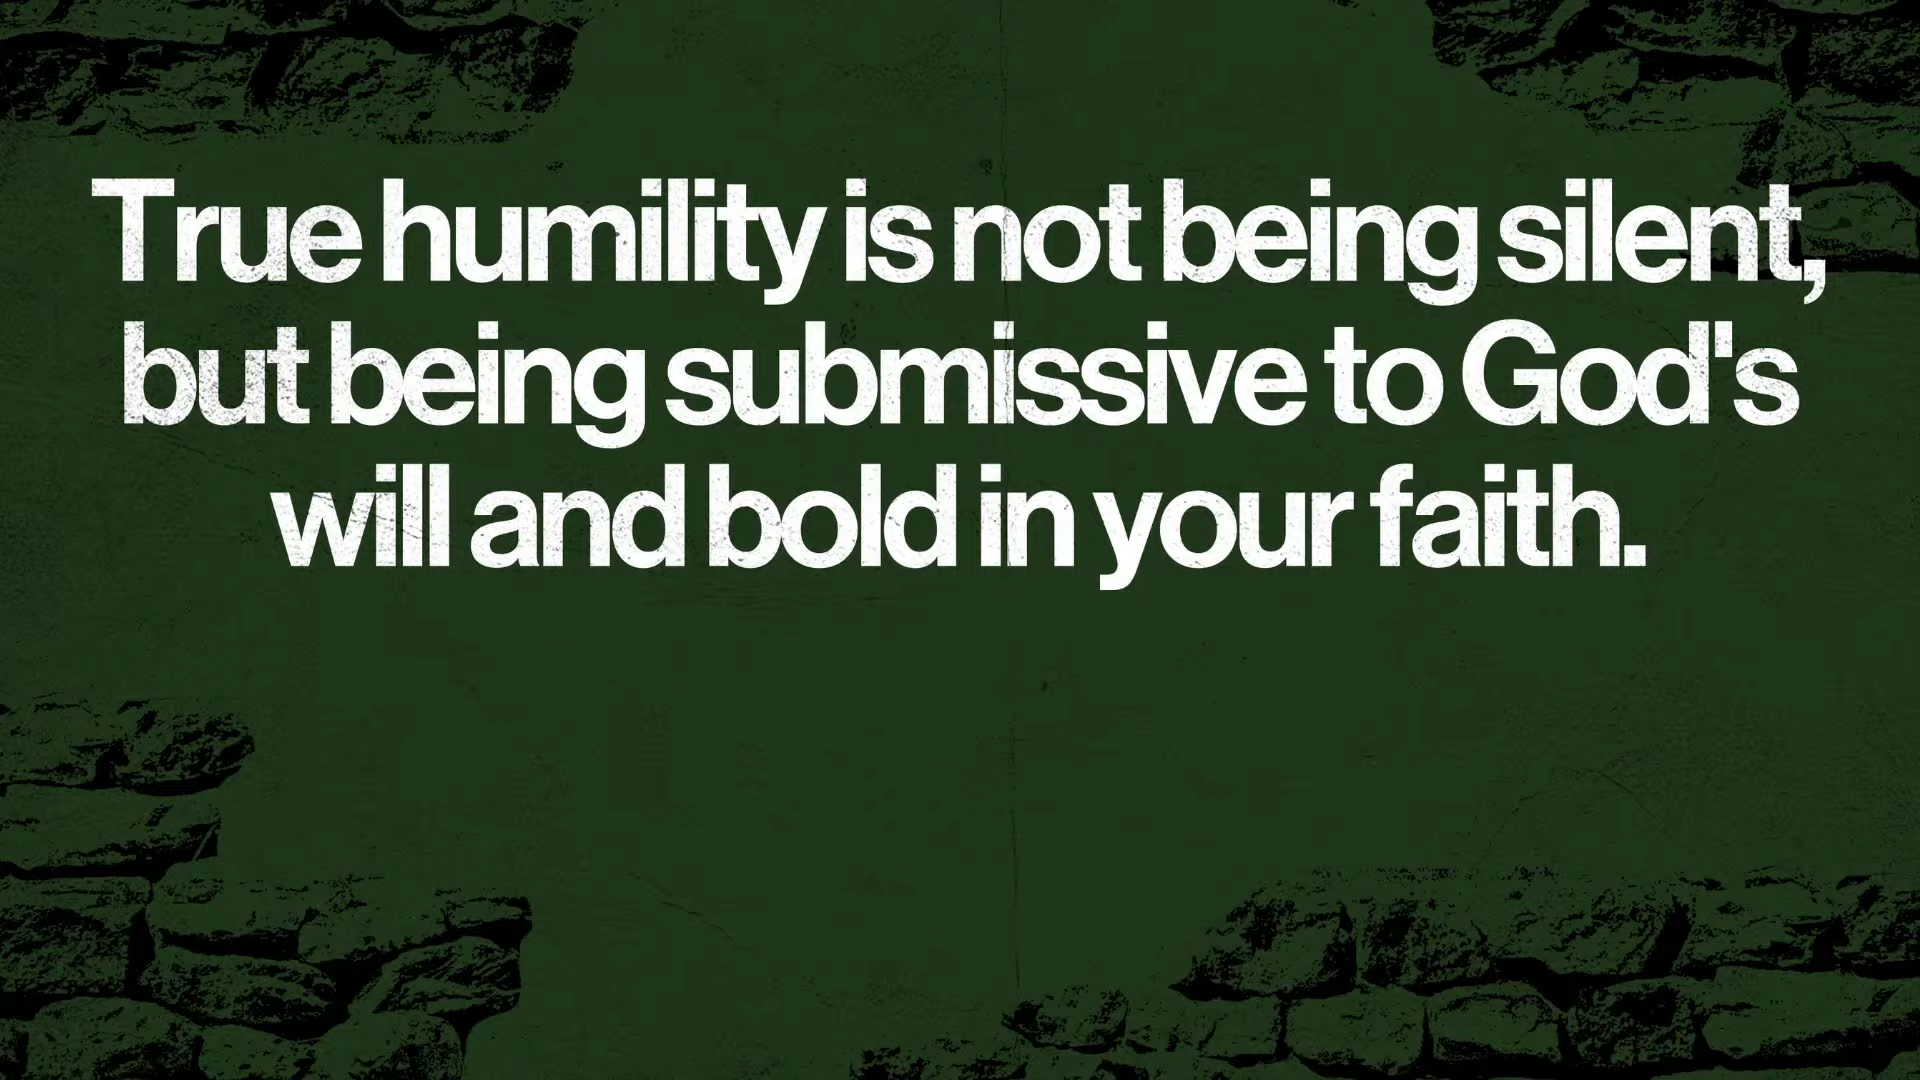 True humility is not being silent,
but being submissive to God's
will and bold in your faith.